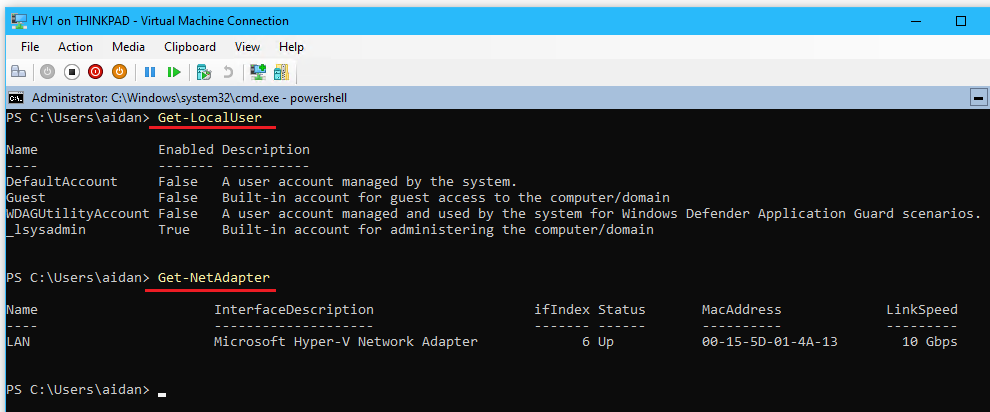 HV1 on THINKPAD - Virtual Machine Connection
File Action Media Clipboard View Help
Administrator: C:\Windows\system32\cmd.exe - powershell
PS C:\Users\aidan> Get-LocalUser
Name Enabled Description
---- ------- -----------
DefaultAccount False A user account managed by the system.
Guest False Built-in account for guest access to the computer/domain
WDAGUtilityAccount False A user account managed and used by the system for Windows Defender Application Guard scenarios.
_lsysadmin True Built-in account for administering the computer/domain
PS C:\Users\aidan> Get-NetAdapter
Name InterfaceDescription ifIndex Status MacAddress LinkSpeed
---- -------------------- ------- ------ ---------- ---------
LAN Microsoft Hyper-V Network Adapter 6 Up 00-15-5D-01-4A-13 10 Gbps
PS C:\Users\aidan>